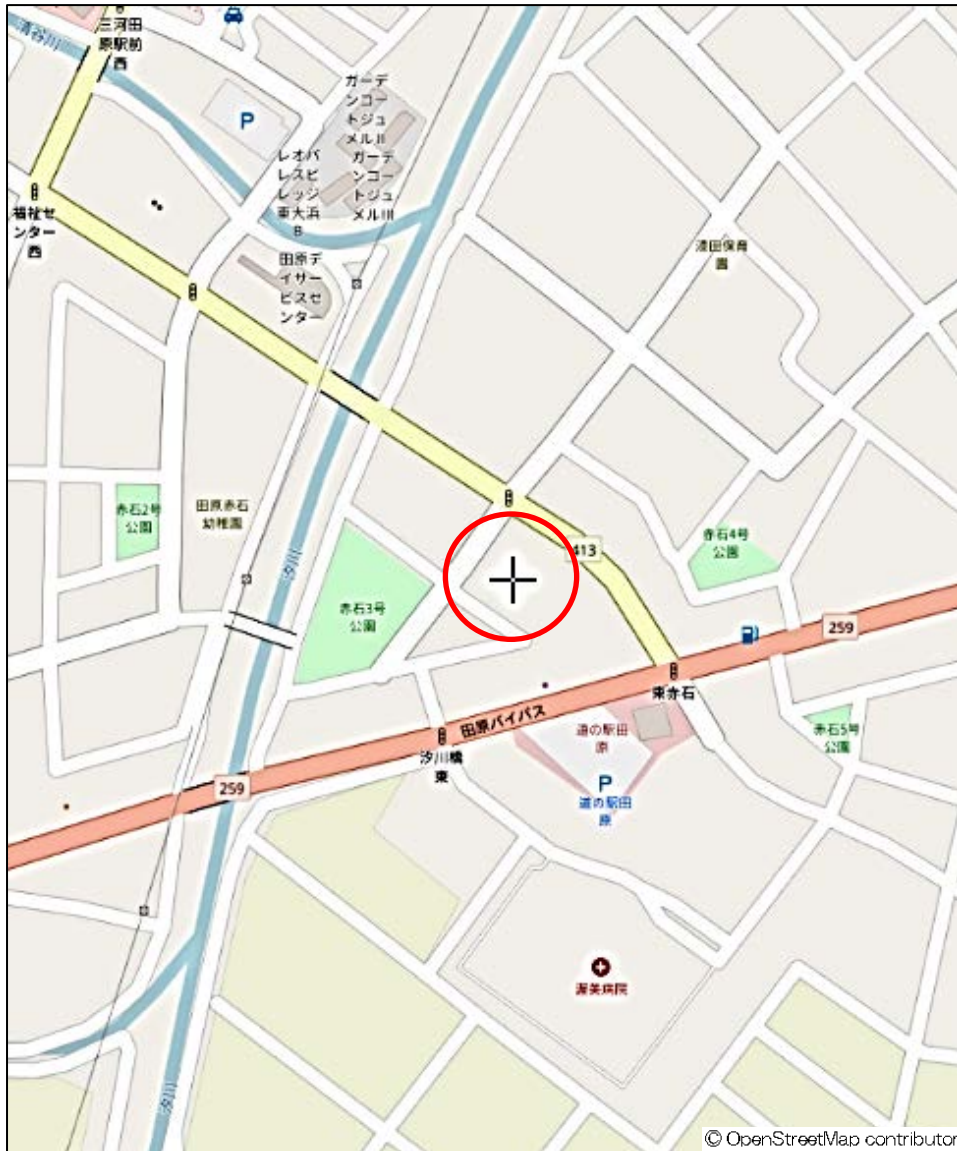 三河田
原駅前
西
清谷川
P
ガーデ
ンコー
トジュ
メルII
レオパ
レスビ
レッジ
東大浜
B
ガーデ
ンコー
トジュ
メルIII
福祉セ
ンター
西
田原デ
イサー
ビスセ
ンター
漆田保育
園
赤石2号
公園
田原赤石
幼稚園
汐川
413
赤石4号
公園
赤石3号
公園
259
東赤石
田原バイパス
道の駅田
原
赤石5号
公園
汐川橋
東
259
P
道の駅田
原
渥美病院
汐川
© OpenStreetMap contributor